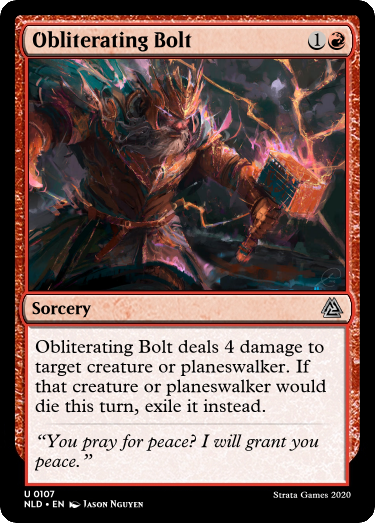 Obliterating Bolt 1
Sorcery
Obliterating Bolt deals 4 damage to
target creature or planeswalker. If
that creature or planeswalker would
die this turn, exile it instead.
“You pray for peace? I will grant you
peace.”
U 0107
NLD • EN Jason Nguyen
Strata Games 2020